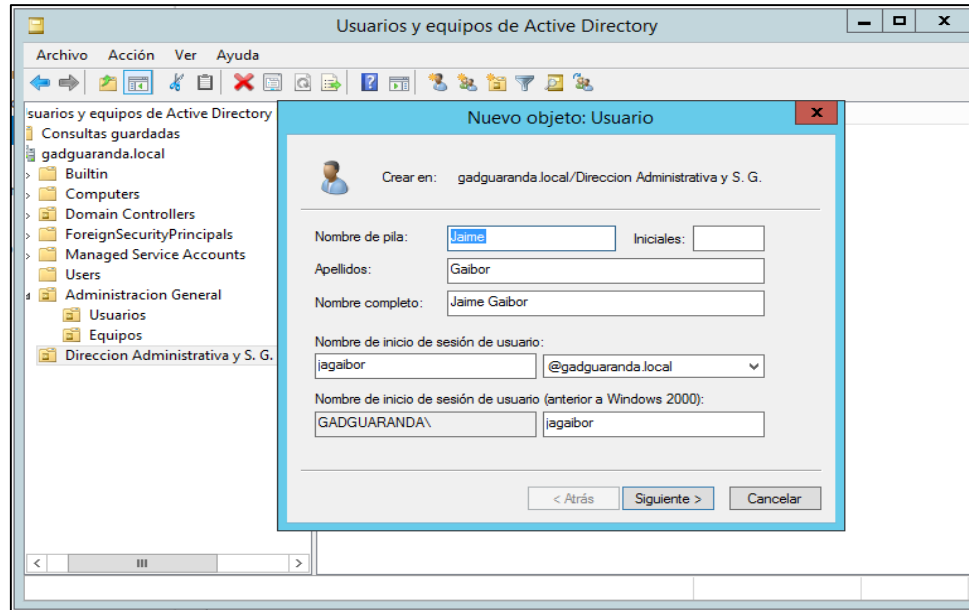 Usuarios y equipos de Active Directory
Archivo Acción Ver Ayuda
suarios y equipos de Active Directory
Consultas guardadas
gadguaranda.local
Builtin
Computers
Domain Controllers
ForeignSecurityPrincipals
Managed Service Accounts
Users
Administracion General
Usuarios
Equipos
Direccion Administrativa y S. G.
Nuevo objeto: Usuario
Crear en: gadguaranda.local/Direccion Administrativa y S. G.
Nombre de pila: Jaime Iniciales:
Apellidos: Gaibor
Nombre completo: Jaime Gaibor
Nombre de inicio de sesión de usuario:
jagaibor @gadguaranda.local
Nombre de inicio de sesión de usuario (anterior a Windows 2000):
GADGUARANDA\ jagaibor
< Atrás Siguiente > Cancelar